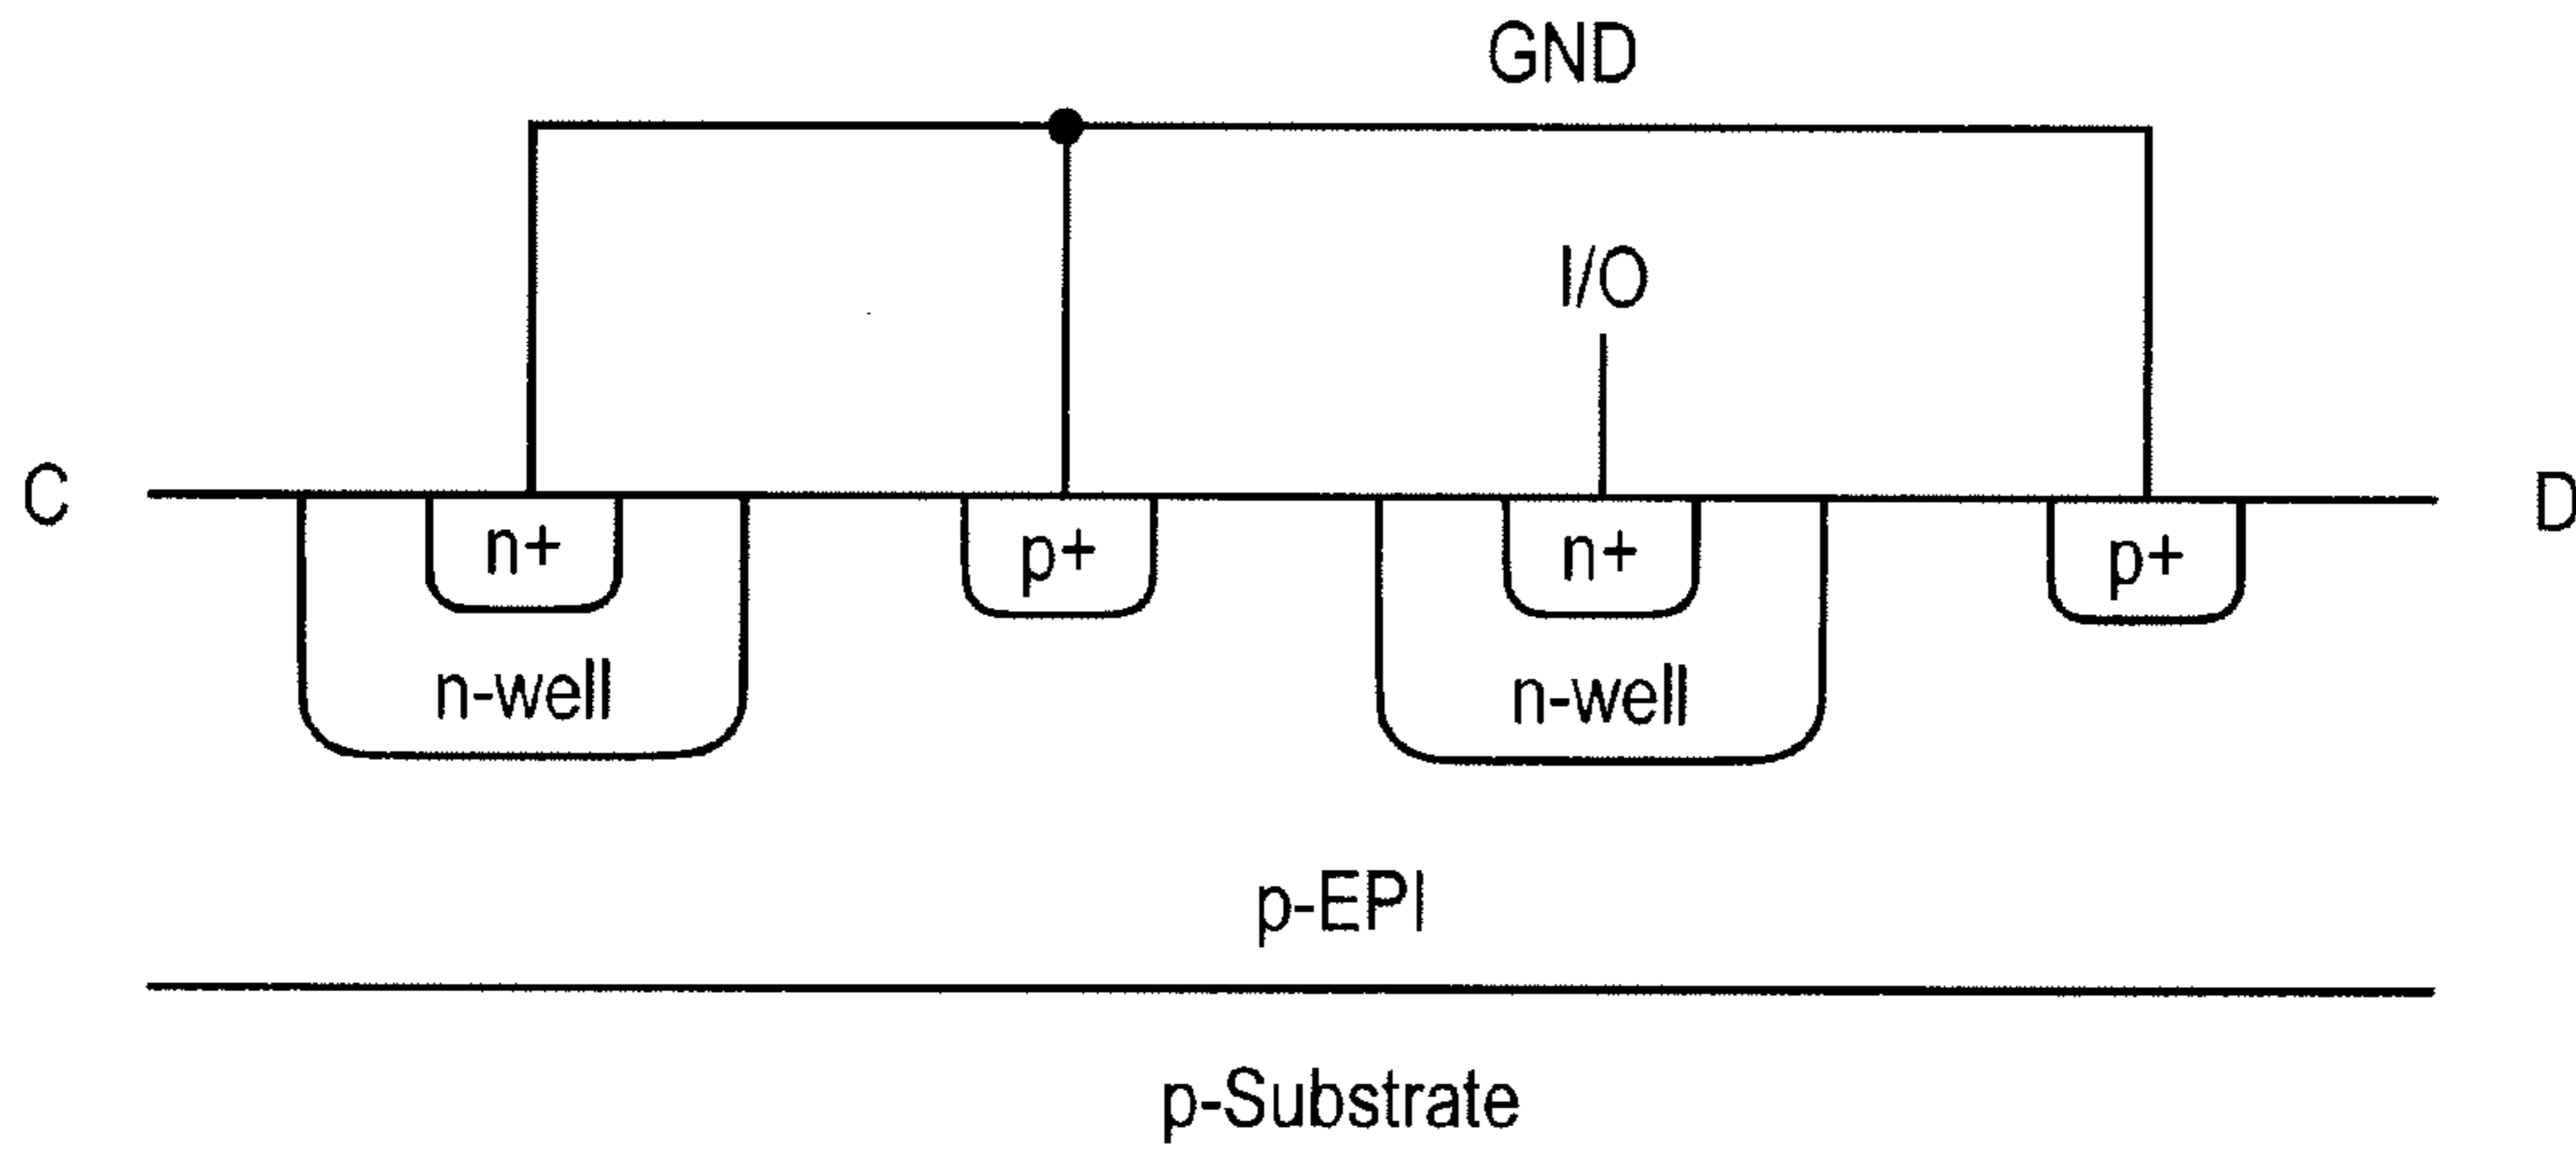 GND
I/O
C
D
n+
p+
n+
p+
n-well
n-well
p-EPI
p-Substrate